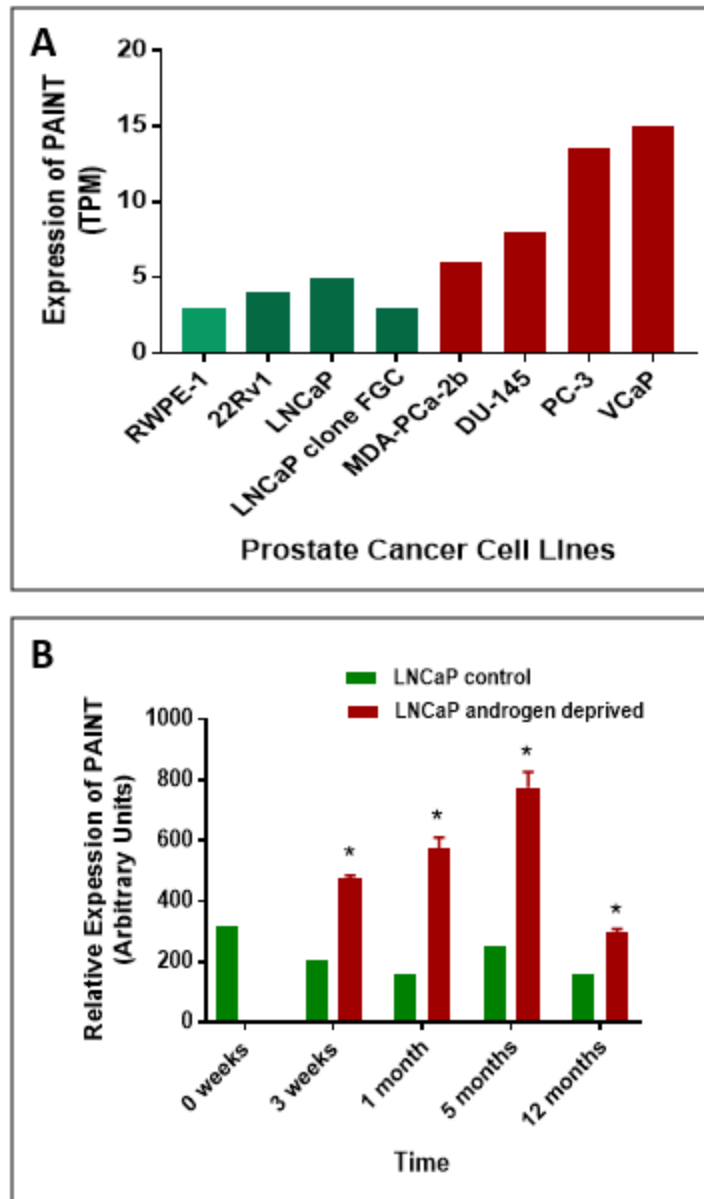 A
Expression of PAINT
(TPM)
20
15
10
5
0
RWPE-1
22Rv1
LNCaP
LNCaP clone FGC
MDA-PCa-2b
DU-145
PC-3
VCaP
Prostate Cancer Cell LInes
B
LNCaP control
LNCaP androgen deprived
Relative Expession of PAINT
(Arbitrary Units)
1000
800
600
400
200
0
*
*
*
*
0 weeks
3 weeks
1 month
5 months
12 months
Time